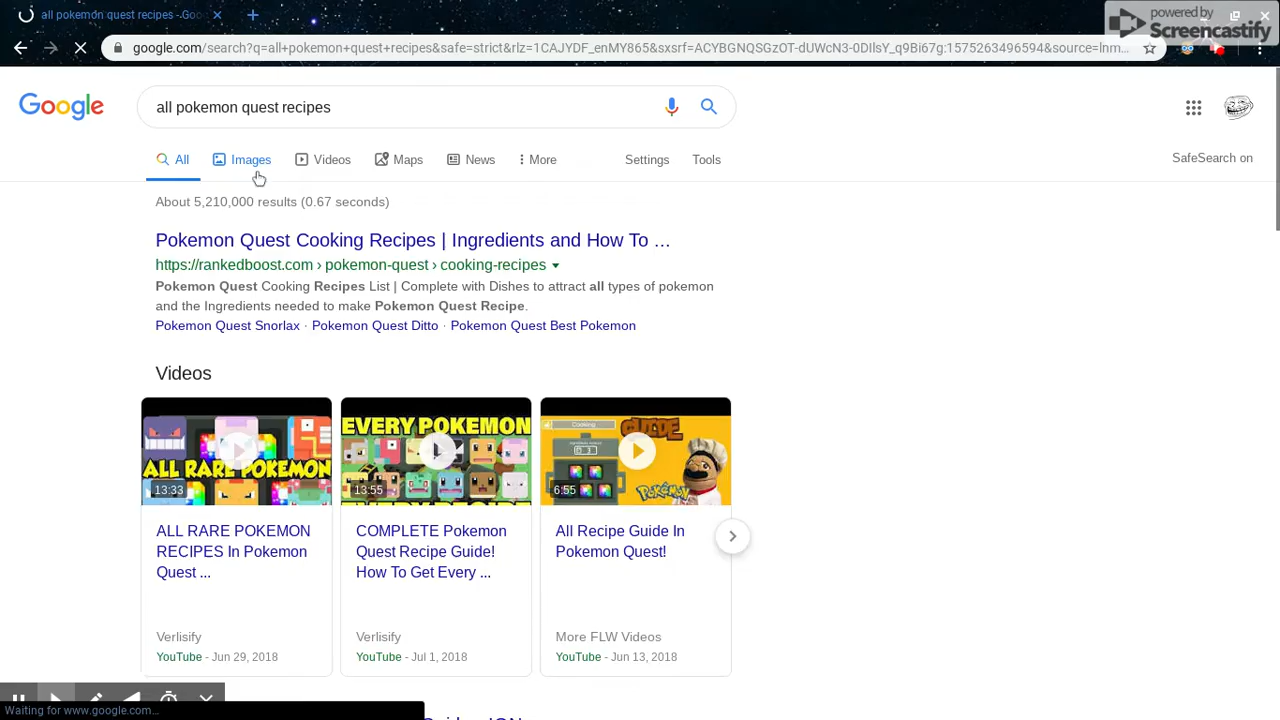 all pokemon quest recipes - Goo
powered by
Screencastify
google.com/search?q=all+pokemon+quest+recipes&safe=strict&rlz=1CAJYDF_enMY865&sxsrf=ACYBGNQSGzOT-dUWcN3-0DIlsY_q9Bi67g:1575263496594&source=lnm...
Google
all pokemon quest recipes
All Images Videos Maps News More Settings Tools
SafeSearch on
About 5,210,000 results (0.67 seconds)
Pokemon Quest Cooking Recipes | Ingredients and How To ...
https://rankedboost.com › pokemon-quest › cooking-recipes
Pokemon Quest Cooking Recipes List | Complete with Dishes to attract all types of pokemon
and the Ingredients needed to make Pokemon Quest Recipe.
Pokemon Quest Snorlax · Pokemon Quest Ditto · Pokemon Quest Best Pokemon
Videos
ALL RARE POKEMON
13:33
EVERY POKEMON
13:55
Cooking
GUIDE
POKéMON
6:55
ALL RARE POKEMON
RECIPES In Pokemon
Quest ...
Verlisify
YouTube - Jun 29, 2018
COMPLETE Pokemon
Quest Recipe Guide!
How To Get Every ...
Verlisify
YouTube - Jul 1, 2018
All Recipe Guide In
Pokemon Quest!
More FLW Videos
YouTube - Jun 13, 2018
Waiting for www.google.com...